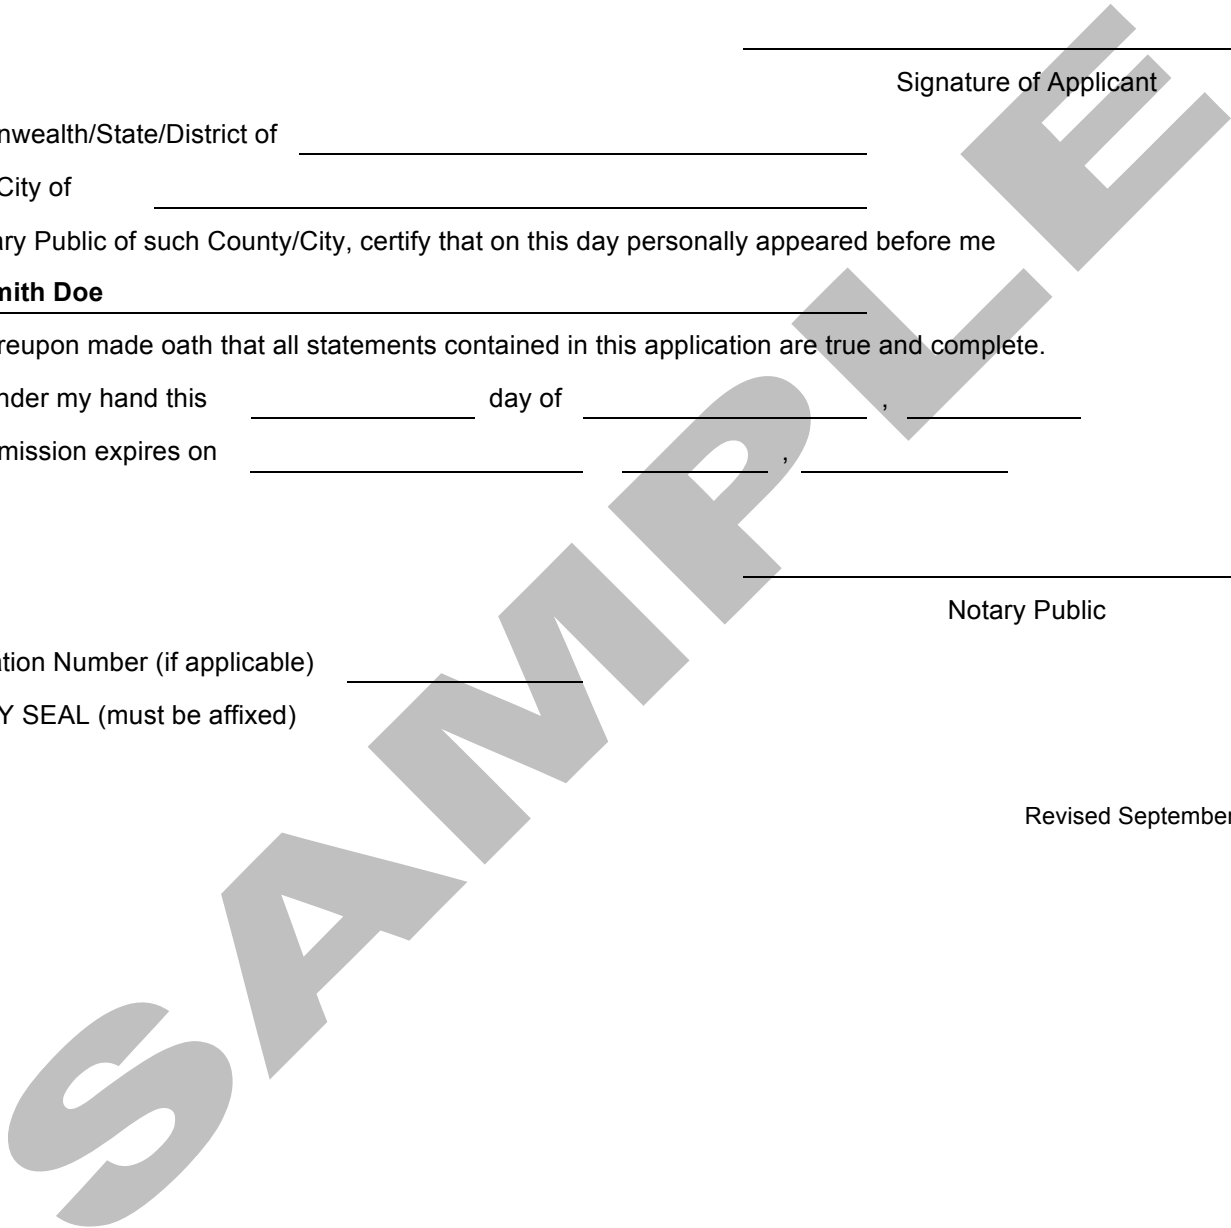 Signature of Applicant
nwealth/State/District of
City of
ary Public of such County/City, certify that on this day personally appeared before me
mith Doe
reupon made oath that all statements contained in this application are true and complete.
nder my hand this day of ,
mission expires on ,
Notary Public
ation Number (if applicable)
Y SEAL (must be affixed)
Revised September
SAMPLE